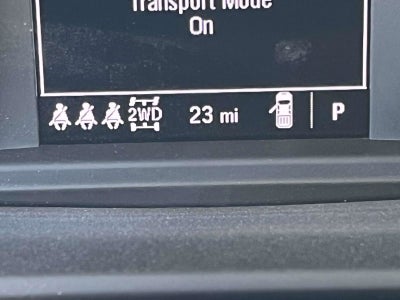 Transport Mode
On
2WD 23 mi P